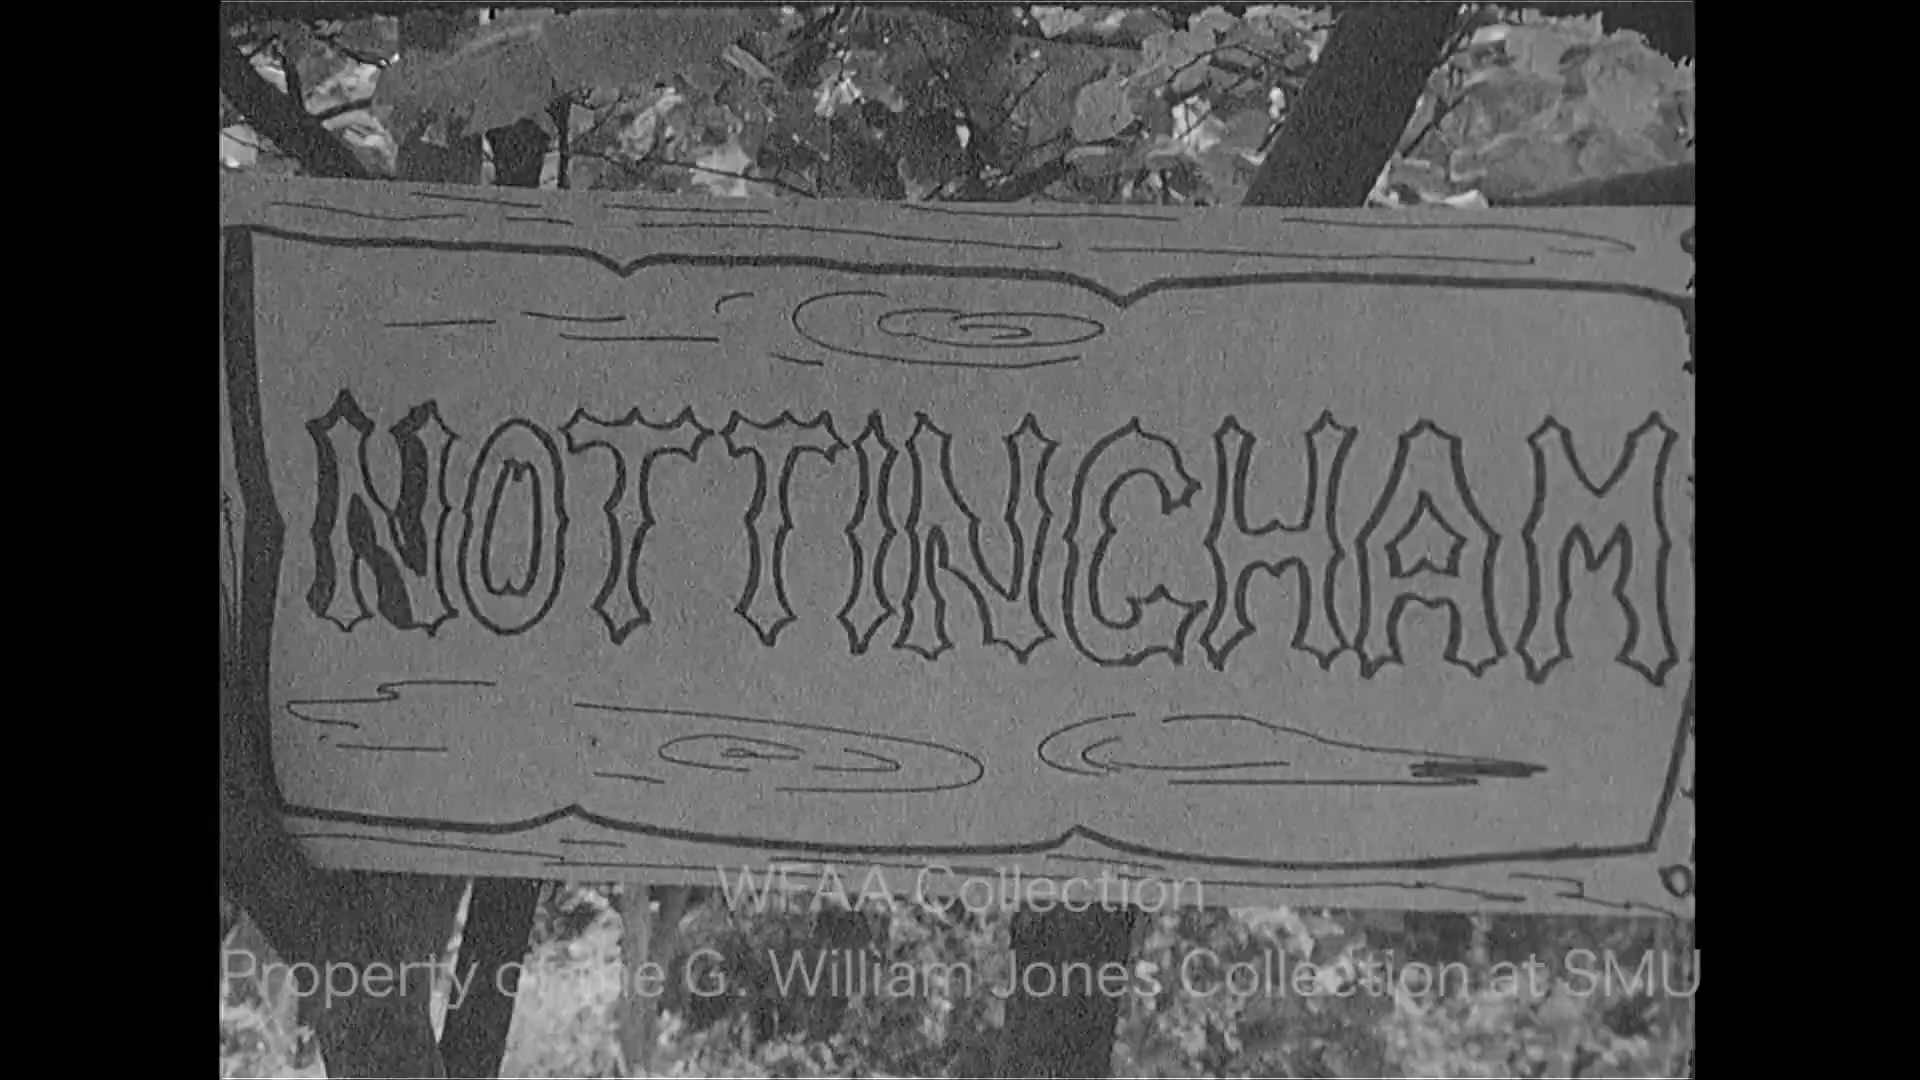 NOTTINGHAM
WFAA Collection
Property of the G. William Jones Collection at SMU